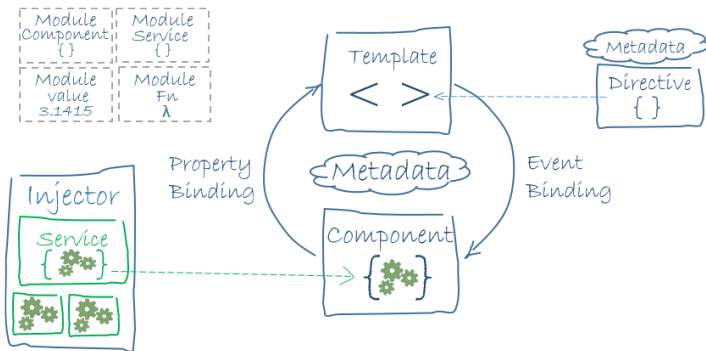 Module
Component
{ }
Module
Service
{ }
Module
value
3.1415
Module
Fn
λ
Template
< >
Metadata
Directive
{ }
Property
Binding
Metadata
Event
Binding
Injector
Service
{ }
Component
{ }